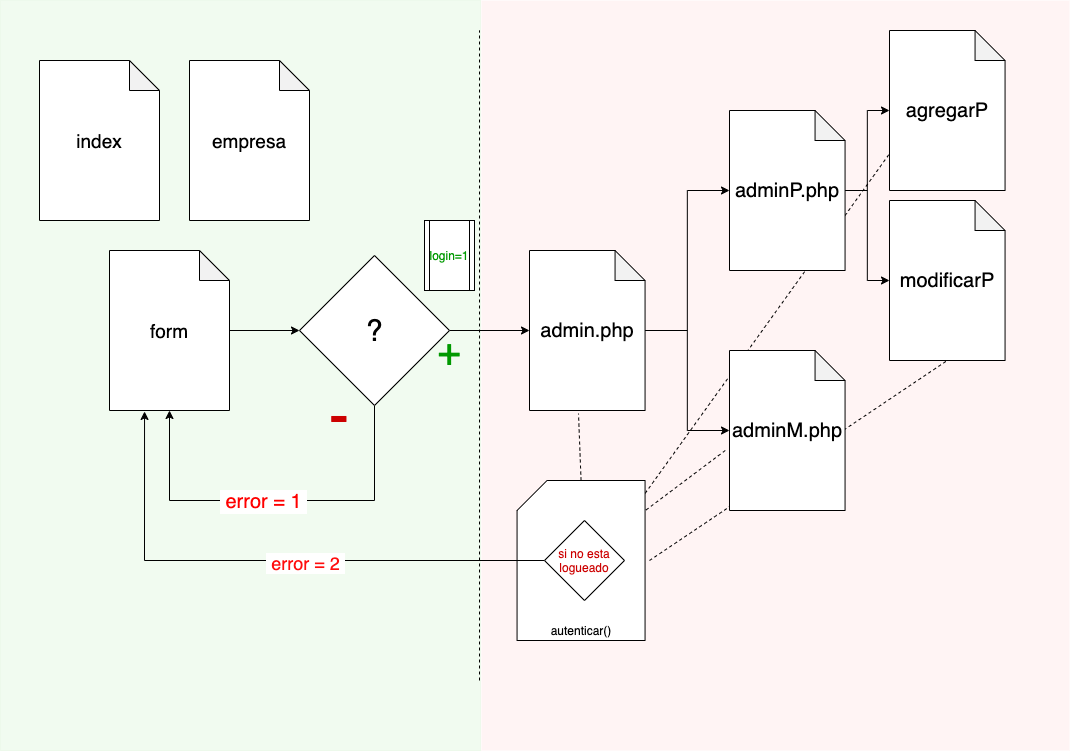 index
empresa
agregarP
adminP.php
login=1
modificarP
form
?
admin.php
+
-
adminM.php
error = 1
error = 2
si no esta
logueado
autenticar()